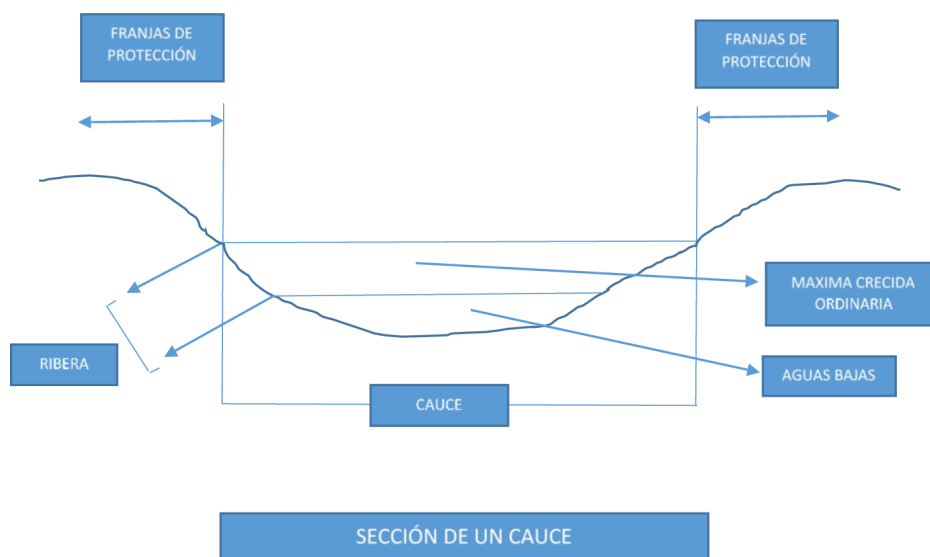 FRANJAS DE
PROTECCIÓN
FRANJAS DE
PROTECCIÓN
MAXIMA CRECIDA
ORDINARIA
RIBERA
AGUAS BAJAS
CAUCE
SECCIÓN DE UN CAUCE